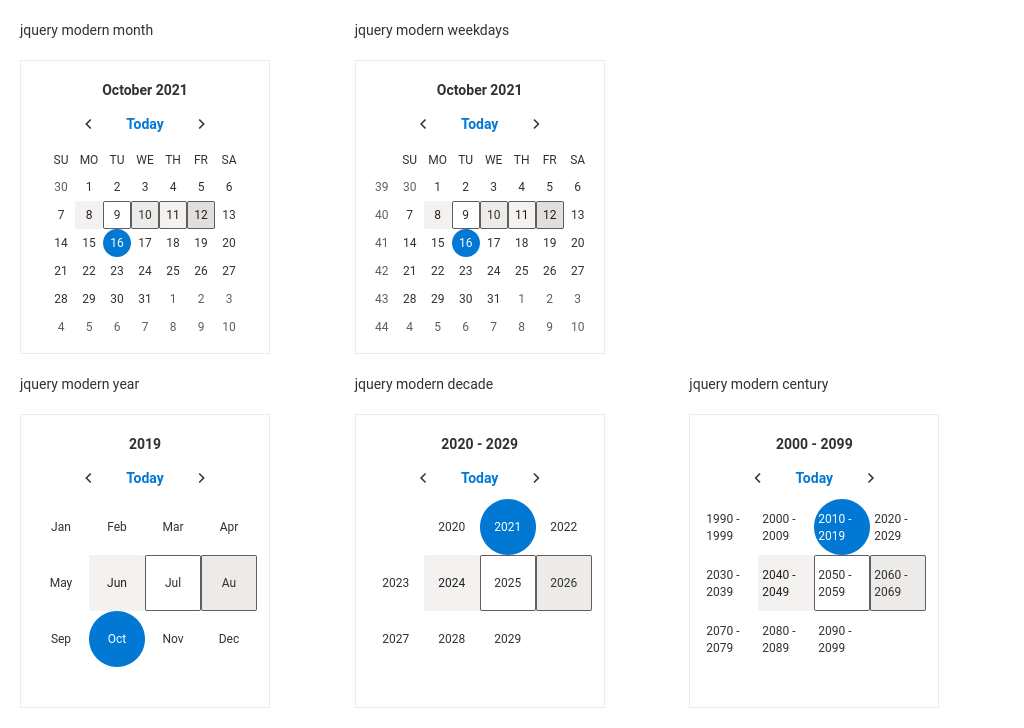 jquery modern month
October 2021
Today
SU MO TU WE TH FR SA
30 1 2 3 4 5 6
7 8 9 10 11 12 13
14 15 16 17 18 19 20
21 22 23 24 25 26 27
28 29 30 31 1 2 3
4 5 6 7 8 9 10
jquery modern weekdays
October 2021
Today
SU MO TU WE TH FR SA
39 30 1 2 3 4 5 6
40 7 8 9 10 11 12 13
41 14 15 16 17 18 19 20
42 21 22 23 24 25 26 27
43 28 29 30 31 1 2 3
44 4 5 6 7 8 9 10
jquery modern year
2019
Today
Jan Feb Mar Apr
May Jun Jul Au
Sep Oct Nov Dec
jquery modern decade
2020 - 2029
Today
2020 2021 2022
2023 2024 2025 2026
2027 2028 2029
jquery modern century
2000 - 2099
Today
1990 - 2000 - 2010 - 2020 -
1999 2009 2019 2029
2030 - 2040 - 2050 - 2060 -
2039 2049 2059 2069
2070 - 2080 - 2090 -
2079 2089 2099